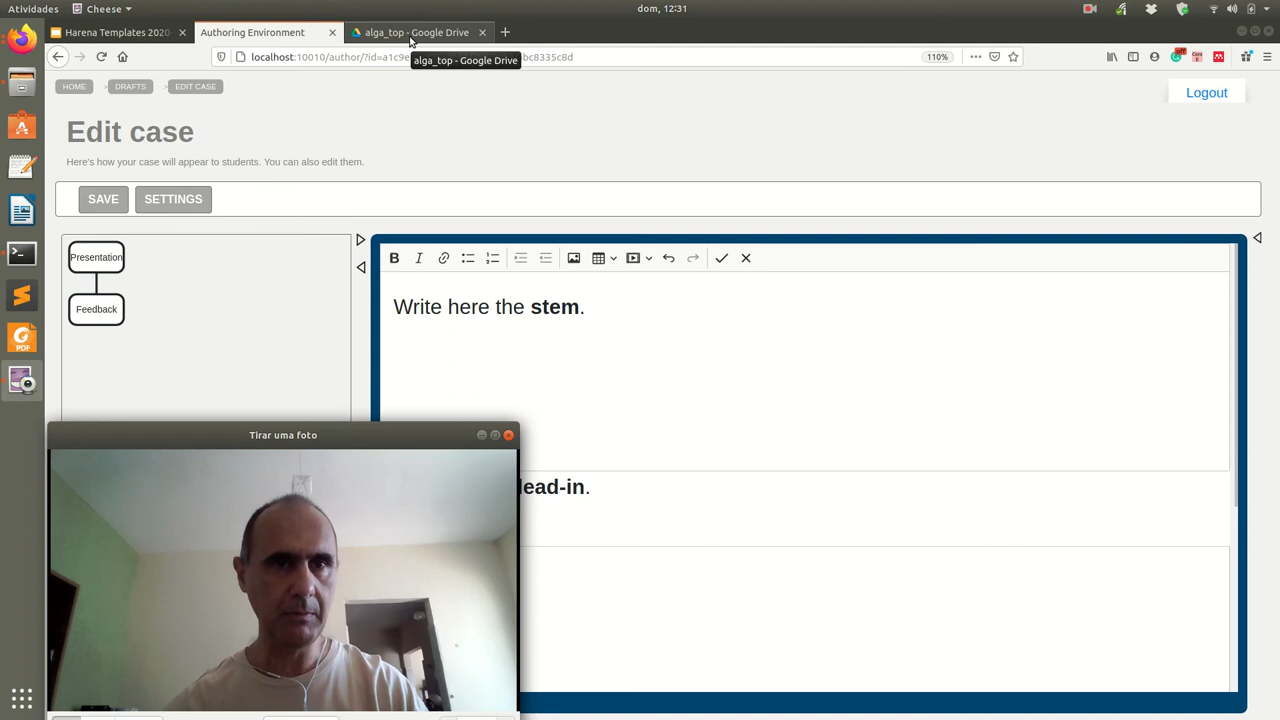 Atividades Cheese dom, 12:31
Harena Templates 2020- Authoring Environment alga_top - Google Drive
localhost:10010/author/?id=a1c9e bc8335c8d 110%
alga_top - Google Drive
HOME DRAFTS EDIT CASE
Logout
Edit case
Here's how your case will appear to students. You can also edit them.
SAVE SETTINGS
Presentation
Feedback
Write here the stem.
Tirar uma foto
lead-in.